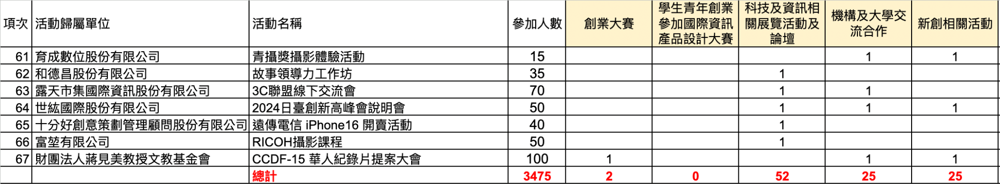 項次 活動歸屬單位 活動名稱 參加人數 創業大賽 學生青年創業參加國際資訊產品設計大賽 科技及資訊相關展覽活動及論壇 機構及大學交流合作 新創相關活動
61 育成數位股份有限公司 青攝獎攝影體驗活動 15 1 1
62 和德昌股份有限公司 故事領導力工作坊 35 1
63 露天市集國際資訊股份有限公司 3C聯盟線下交流會 70 1 1
64 世紘國際股份有限公司 2024日臺創新高峰會說明會 50 1 1 1
65 十分好創意策劃管理顧問股份有限公司 遠傳電信 iPhone16 開賣活動 40 1
66 富堃有限公司 RICOH攝影課程 50 1
67 財團法人蔣見美教授文教基金會 CCDF-15 華人紀錄片提案大會 100 1 1 1
總計 3475 2 0 52 25 25